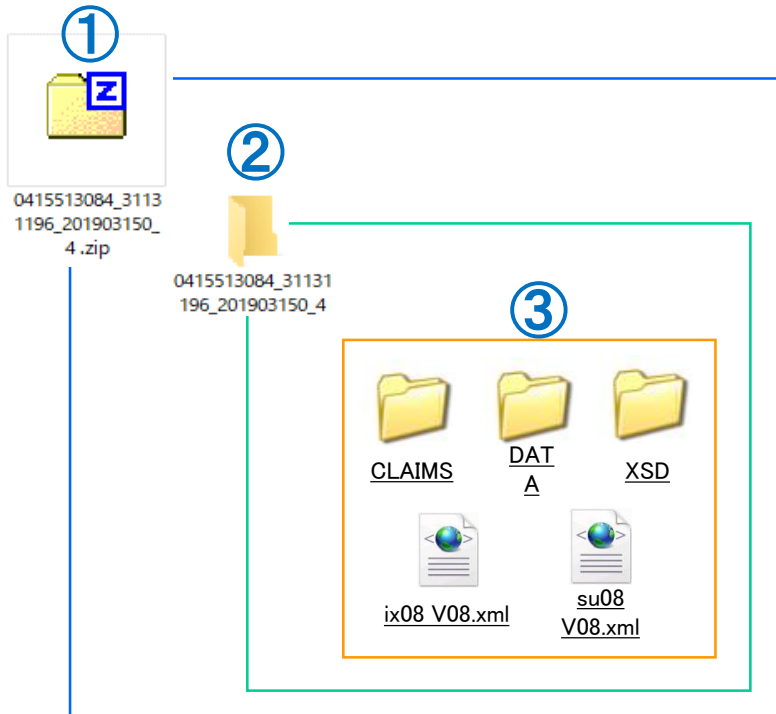 ①
Z
0415513084_3113
1196_201903150_
4 .zip
②
0415513084_31131
196_201903150_4
③
CLAIMS
DAT
A
XSD
ix08 V08.xml
su08
V08.xml